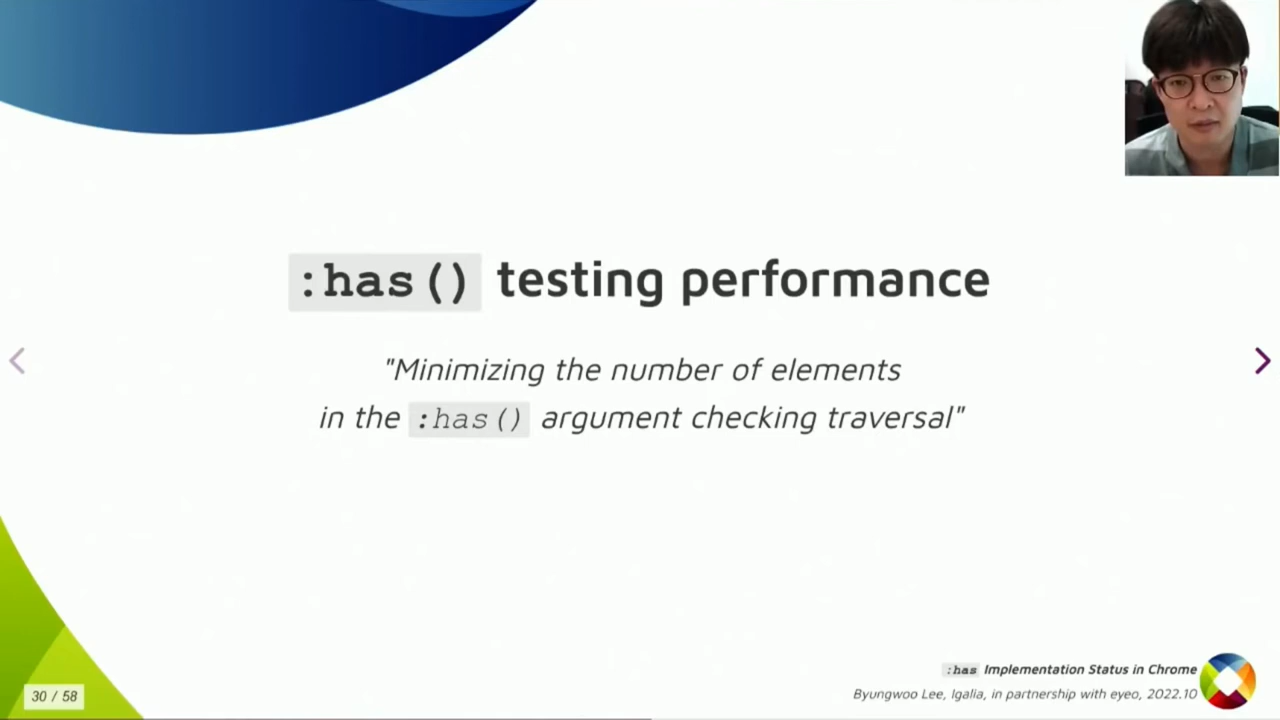 :has() testing performance
"Minimizing the number of elements
in the :has() argument checking traversal"
:has Implementation Status in Chrome
Byungwoo Lee, Igalia, in partnership with eyeo, 2022.10
30 / 58